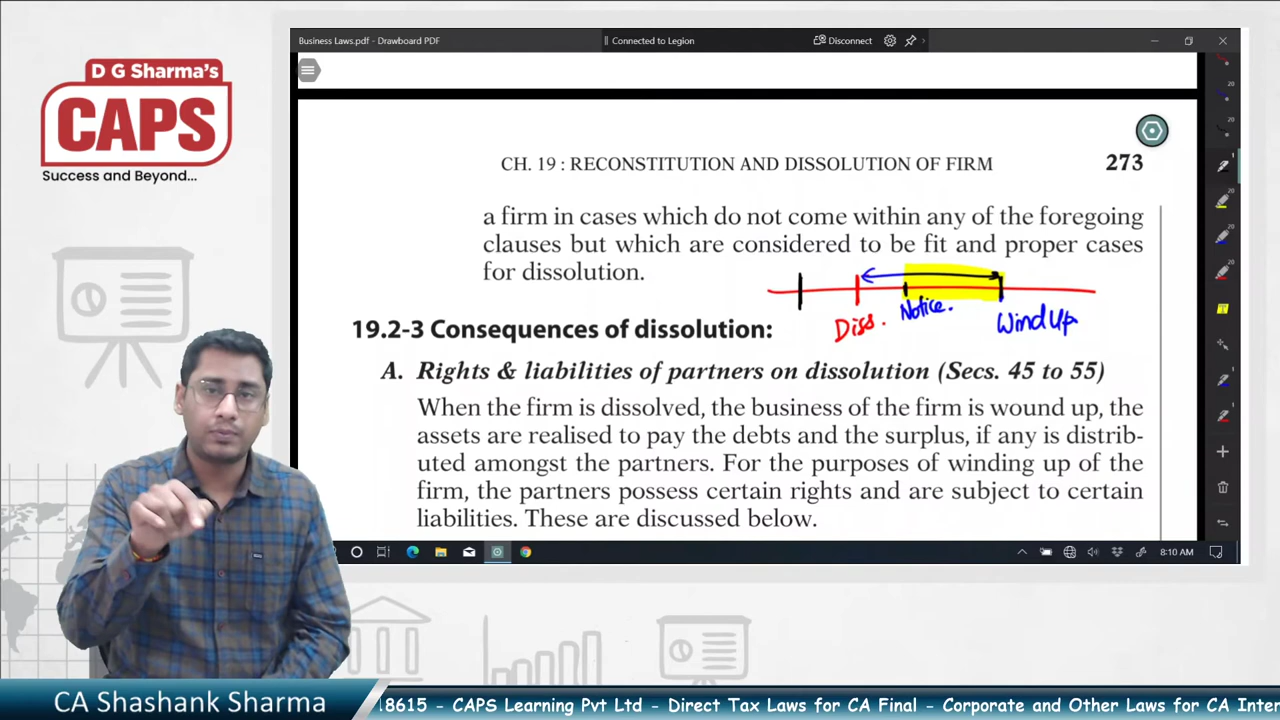 D G Sharma's
CAPS
Success and Beyond...
Business Laws.pdf - Drawboard PDF
Connected to Legion
Disconnect
CH. 19 : RECONSTITUTION AND DISSOLUTION OF FIRM 273
a firm in cases which do not come within any of the foregoing
clauses but which are considered to be fit and proper cases
for dissolution.
Diss. Notice. Wind Up
19.2-3 Consequences of dissolution:
A. Rights & liabilities of partners on dissolution (Secs. 45 to 55)
When the firm is dissolved, the business of the firm is wound up, the
assets are realised to pay the debts and the surplus, if any is distrib-
uted amongst the partners. For the purposes of winding up of the
firm, the partners possess certain rights and are subject to certain
liabilities. These are discussed below.
20
20
20
1
20
20
20
T
8:10 AM
CA Shashank Sharma
18615 - CAPS Learning Pvt Ltd - Direct Tax Laws for CA Final - Corporate and Other Laws for CA Inter